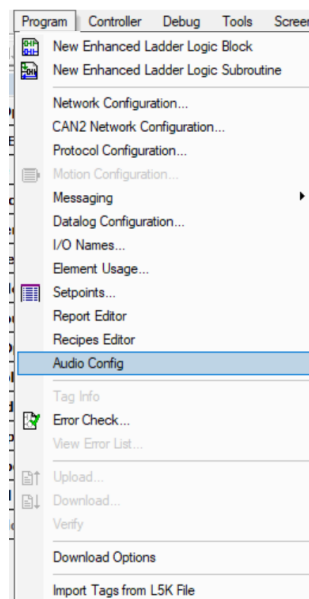 Program Controller Debug Tools Screen
New Enhanced Ladder Logic Block
New Enhanced Ladder Logic Subroutine
Network Configuration...
CAN2 Network Configuration...
Protocol Configuration...
Motion Configuration...
Messaging
Datalog Configuration...
I/O Names...
Element Usage...
Setpoints...
Report Editor
Recipes Editor
Audio Config
Tag Info
Error Check...
View Error List...
Upload...
Download...
Verify
Download Options
Import Tags from L5K File